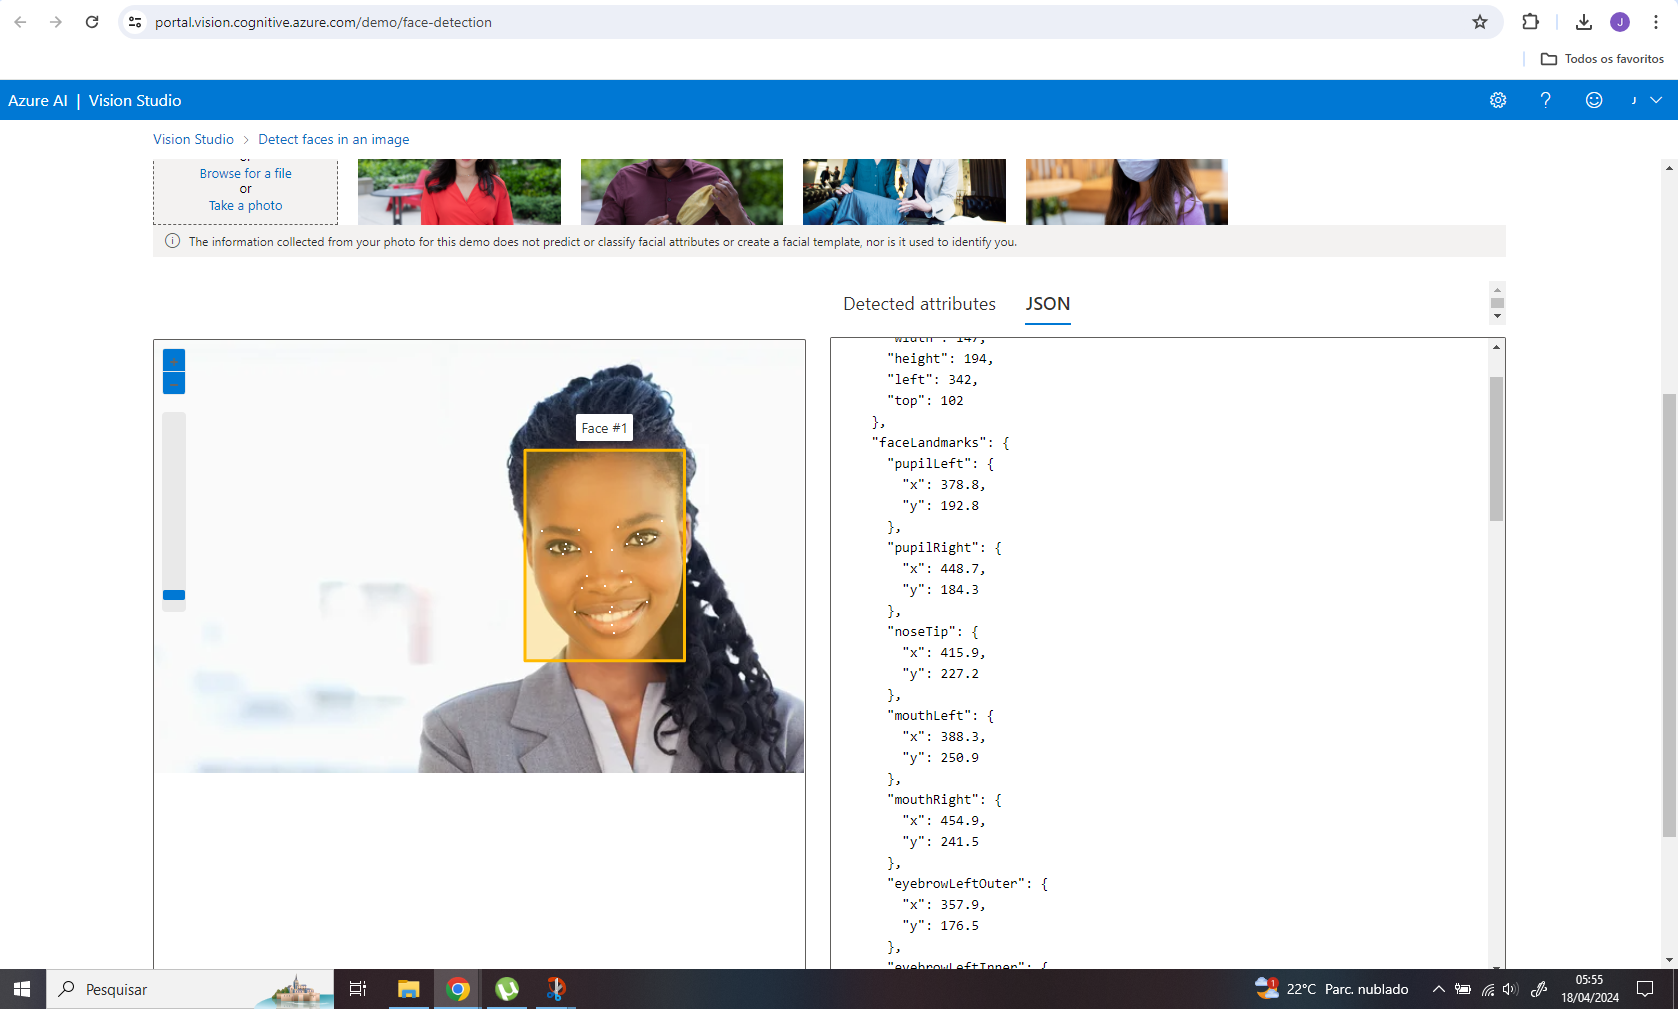 portal.vision.cognitive.azure.com/demo/face-detection
J
Todos os favoritos
Azure AI | Vision Studio
J
Vision Studio > Detect faces in an image
or
Browse for a file
or
Take a photo
The information collected from your photo for this demo does not predict or classify facial attributes or create a facial template, nor is it used to identify you.
Detected attributes
JSON
Face #1
"width": 147,
"height": 194,
"left": 342,
"top": 102
},
"faceLandmarks": {
"pupilLeft": {
"x": 378.8,
"y": 192.8
},
"pupilRight": {
"x": 448.7,
"y": 184.3
},
"noseTip": {
"x": 415.9,
"y": 227.2
},
"mouthLeft": {
"x": 388.3,
"y": 250.9
},
"mouthRight": {
"x": 454.9,
"y": 241.5
},
"eyebrowLeftOuter": {
"x": 357.9,
"y": 176.5
},
"eyebrowLeftInner": {
Pesquisar
1
22°C Parc. nublado
05:55
18/04/2024